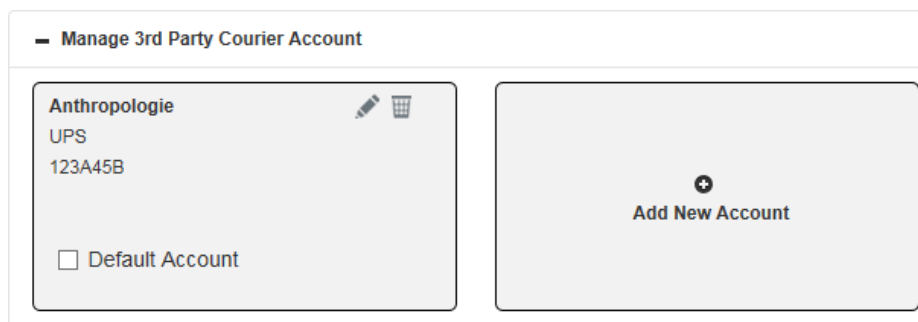 Manage 3rd Party Courier Account
Anthropologie
UPS
123A45B
Default Account
Add New Account